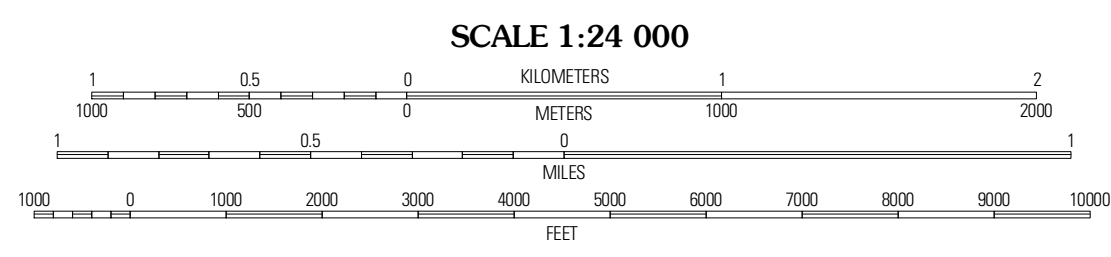 SCALE 1:24 000
1 0.5 0 KILOMETERS 1 2
1000 500 0 METERS 1000 2000
1 0.5 0 1
MILES
1000 0 1000 2000 3000 4000 5000 6000 7000 8000 9000 10000
FEET